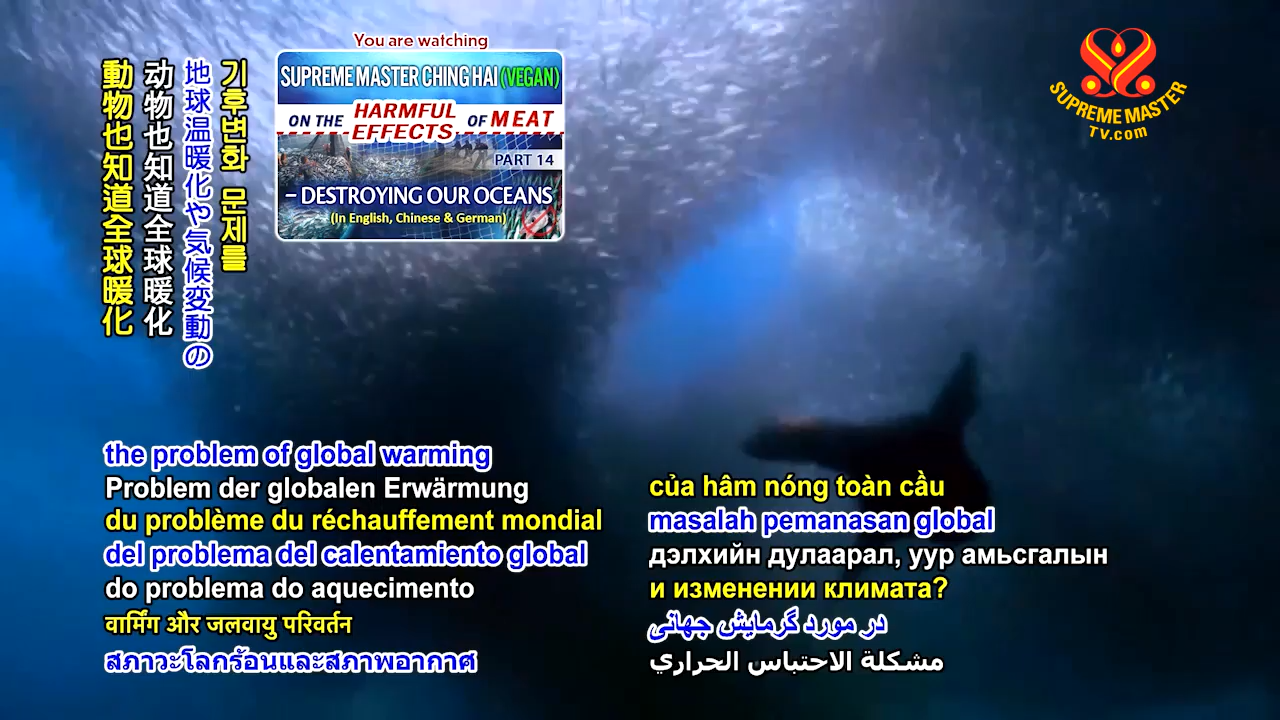 You are watching
SUPREME MASTER CHING HAI (VEGAN)
ON THE HARMFUL EFFECTS OF MEAT
PART 14
– DESTROYING OUR OCEANS
(In English, Chinese & German)
SUPREME MASTER
TV.com
기후변화 문제를
地球温暖化や気候変動の
动物也知道全球暖化
動物也知道全球暖化
the problem of global warming
Problem der globalen Erwärmung
du problème du réchauffement mondial
del problema del calentamiento global
do problema do aquecimento
वार्मिंग और जलवायु परिवर्तन
สภาวะโลกร้อนและสภาพอากาศ
của hâm nóng toàn cầu
masalah pemanasan global
дэлхийн дулаарал, уур амьсгалын
и изменении климата?
در مورد گرمایش جهانی
مشكلة الاحتباس الحراري